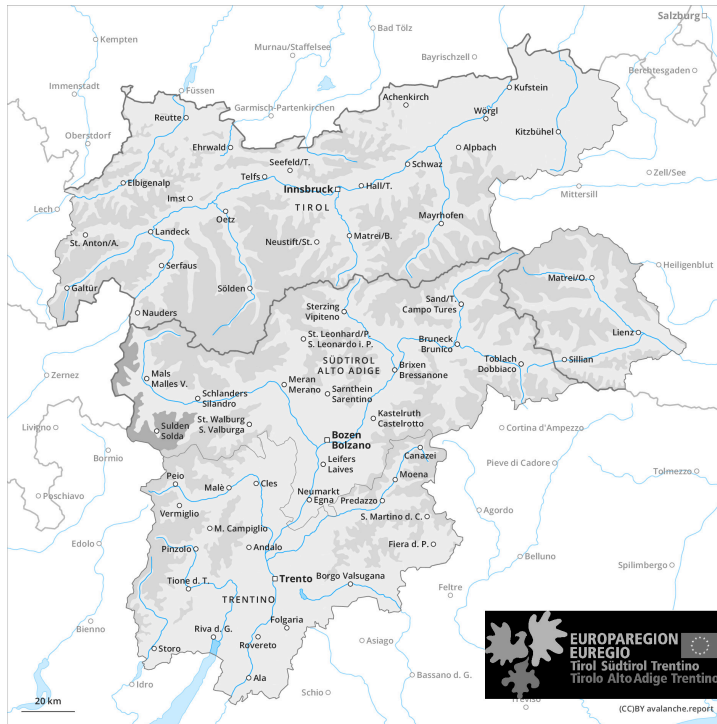 Salzburg
Kempten
Bad Tölz
Murnau/Staffelsee
Bayrischzell
Berchtesgaden
Immenstadt
Füssen
Kufstein
Achenkirch
Garmisch-Partenkirchen
Reutte
Wörgl
Oberstdorf
Kitzbühel
Ehrwald
Alpbach
Seefeld/T.
Schwaz
Zell/See
Telfs
Elbigenalp
Innsbruck
Hall/T.
Mittersill
Imst
TIROL
Lech
Oetz
Mayrhofen
Landeck
Matrei/B.
St. Anton/A.
Neustift/St.
Serfaus
Heiligenblut
Matrei/O.
Galtür
Sölden
Sand/T.
Campo Tures
Nauders
Sterzing
Vipiteno
Lienz
St. Leonhard/P.
S. Leonardo i. P.
Bruneck
Brunico
Toblach
Dobbiaco
Sillian
SÜDTIROL
ALTO ADIGE
Brixen
Bressanone
Zernez
Mals
Malles V.
Meran
Merano
Sarnthein
Sarentino
Schlanders
Silandro
St. Walburg
S. Valburga
Kastelruth
Castelrotto
Livigno
Sulden
Solda
Cortina d'Ampezzo
Bozen
Bolzano
Bormio
Canazei
Leifers
Laives
Pieve di Cadore
Tolmezzo
Peio
Moena
Malè
Cles
Neumarkt
Egna
Predazzo
Poschiavo
Vermiglio
Agordo
S. Martino d. C.
M. Campiglio
Edolo
Pinzolo
Andalo
Fiera d. P.
Belluno
Spilimbergo
Tione d. T.
Trento
Borgo Valsugana
Feltre
TRENTINO
Folgaria
Bienno
Riva d. G.
Rovereto
Asiago
Storo
Bassano d. G.
Ala
Idro
Schio
Treviso
EUROPAREGION
EUREGIO
Tirol Südtirol Trentino
Tirolo Alto Adige Trentino
20 km
(CC)BY avalanche.report